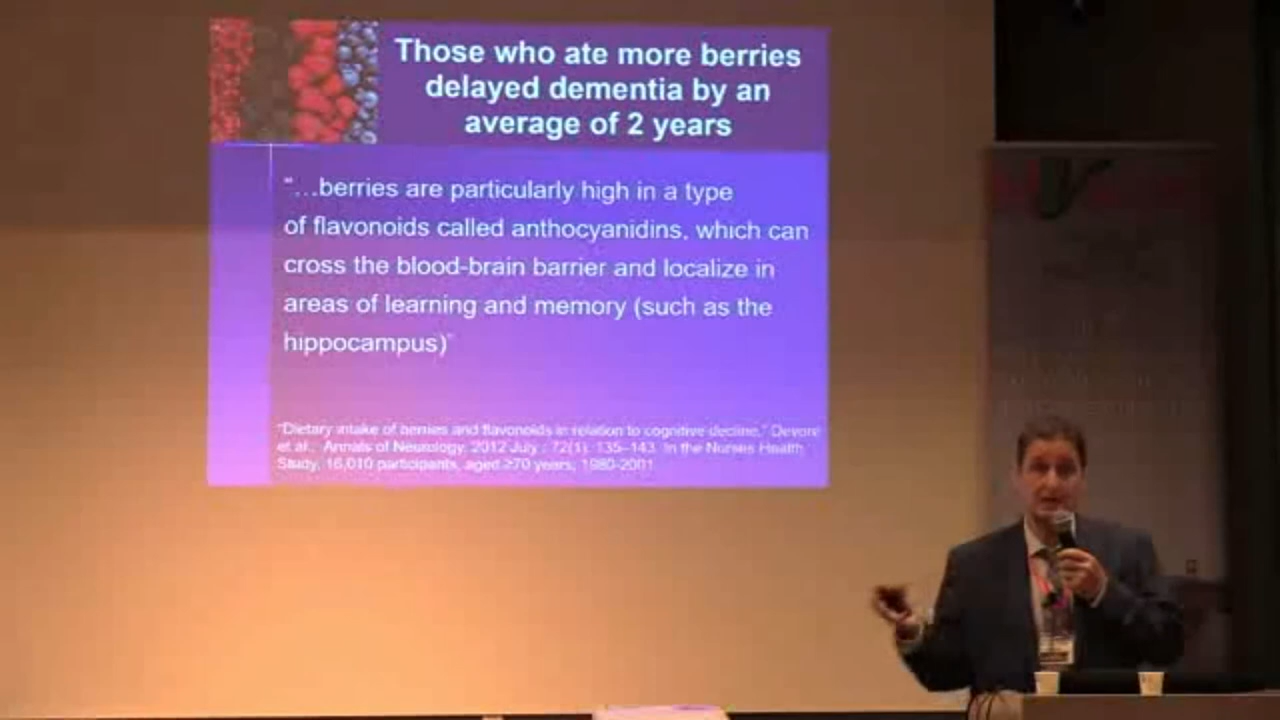 Those who ate more berries
delayed dementia by an
average of 2 years
"…berries are particularly high in a type
of flavonoids called anthocyanidins, which can
cross the blood-brain barrier and localize in
areas of learning and memory (such as the
hippocampus)"
"Dietary intake of berries and flavonoids in relation to cognitive decline," Devore
et al., Annals of Neurology, 2012 July ; 72(1): 135–143. In the Nurses Health
Study, 16,010 participants, aged ≥70 years; 1980-2001